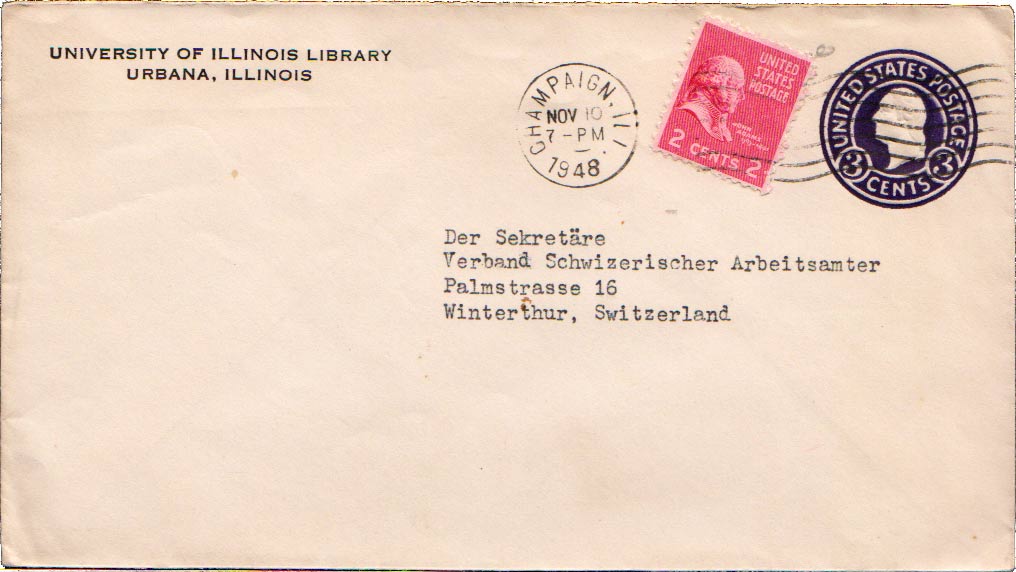 UNIVERSITY OF ILLINOIS LIBRARY
URBANA, ILLINOIS
CHAMPAIGN, ILL.
NOV 10
7-PM
1948
UNITED
STATES
POSTAGE
2 CENTS 2
UNITED STATES POSTAGE
3 CENTS 3
Der Sekretäre
Verband Schwizerischer Arbeitsamter
Palmstrasse 16
Winterthur, Switzerland